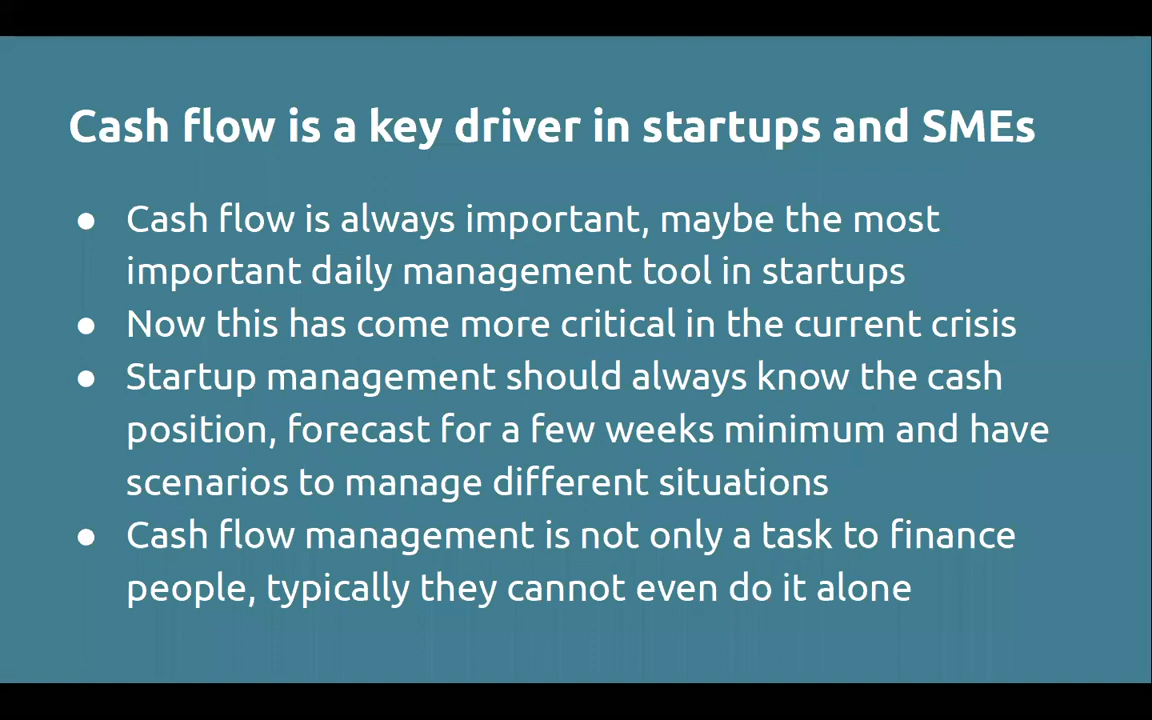 Cash flow is a key driver in startups and SMEs
● Cash flow is always important, maybe the most
important daily management tool in startups
● Now this has come more critical in the current crisis
● Startup management should always know the cash
position, forecast for a few weeks minimum and have
scenarios to manage different situations
● Cash flow management is not only a task to finance
people, typically they cannot even do it alone